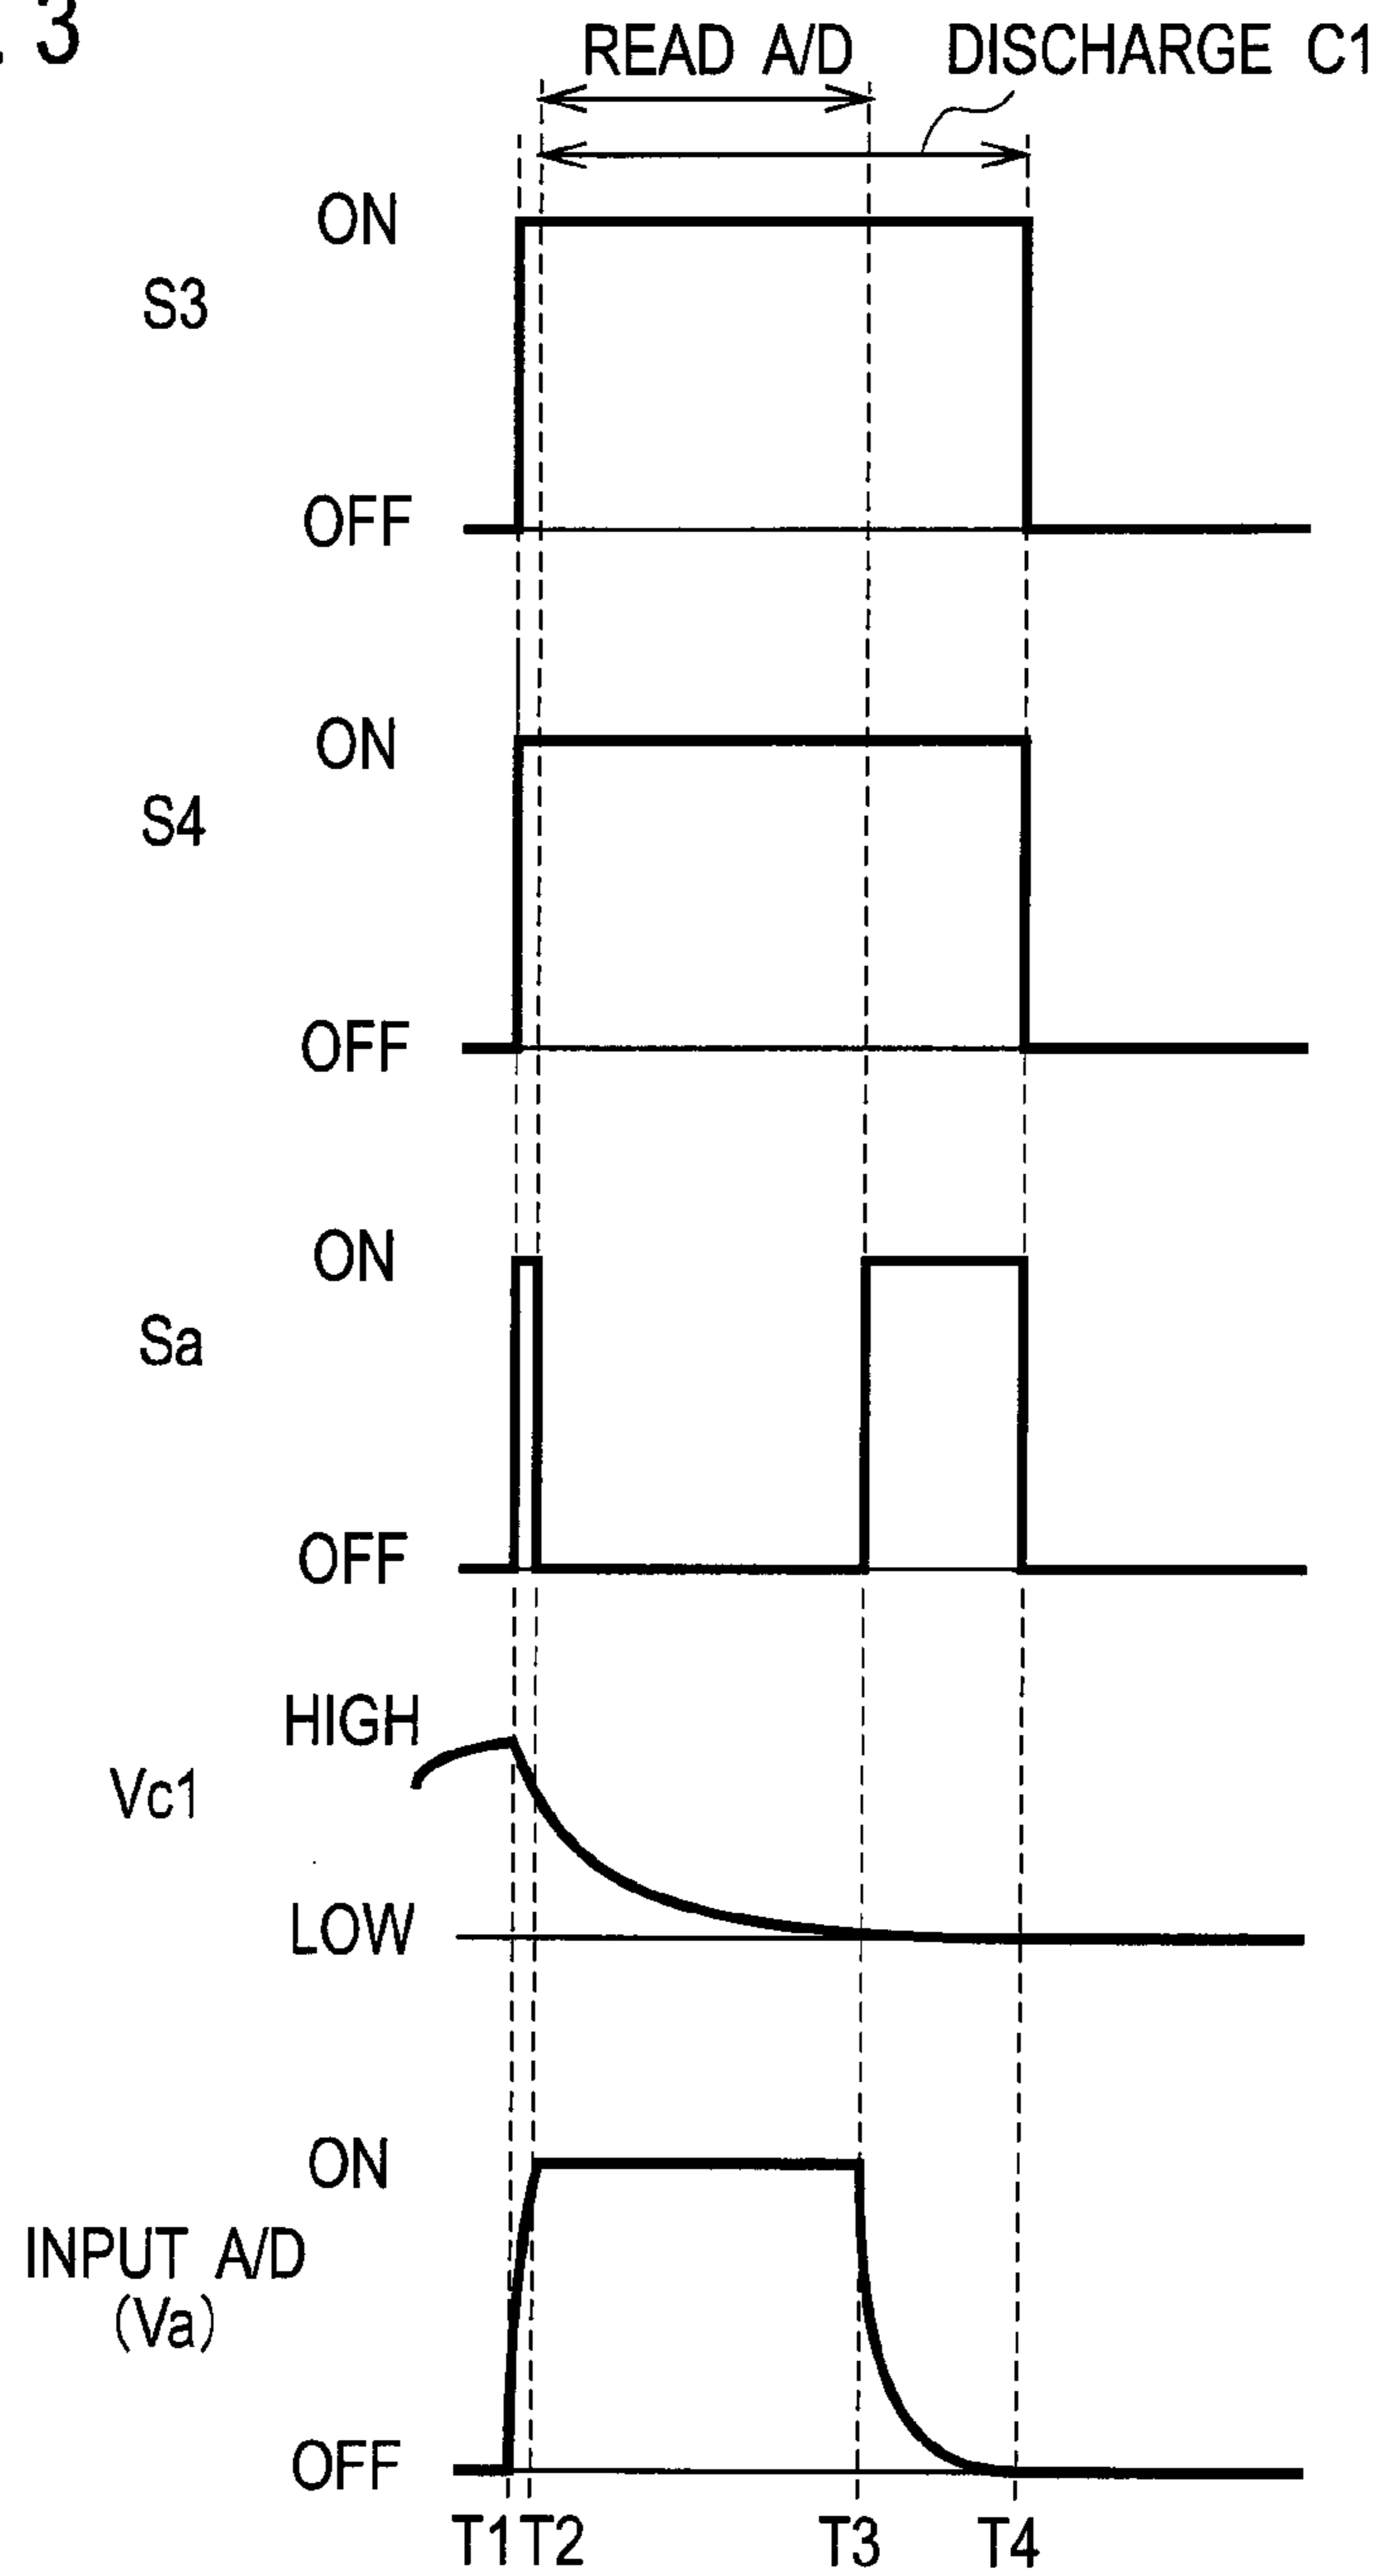 . 3
READ A/D
DISCHARGE C1
ON
S3
OFF
ON
S4
OFF
ON
Sa
OFF
HIGH
Vc1
LOW
ON
INPUT A/D
(Va)
OFF
T1 T2 T3 T4